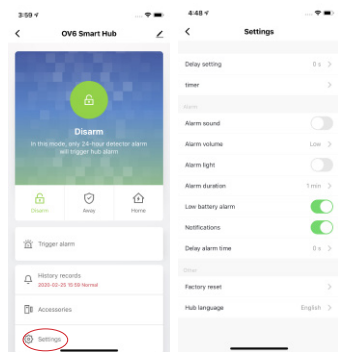 3:59
OV6 Smart Hub
Disarm
In this mode, only 24-hour detector alarm
will trigger hub alarm
Disarm
Away
Home
Trigger alarm
History records
2025-02-25 15:59 Normal
Accessories
Settings
4:48
Settings
Delay setting 0 s
timer
Alarm
Alarm sound
Alarm volume Low
Alarm light
Alarm duration 1 min
Low battery alarm
Notifications
Delay alarm time 0 s
Other
Factory reset
Hub language English